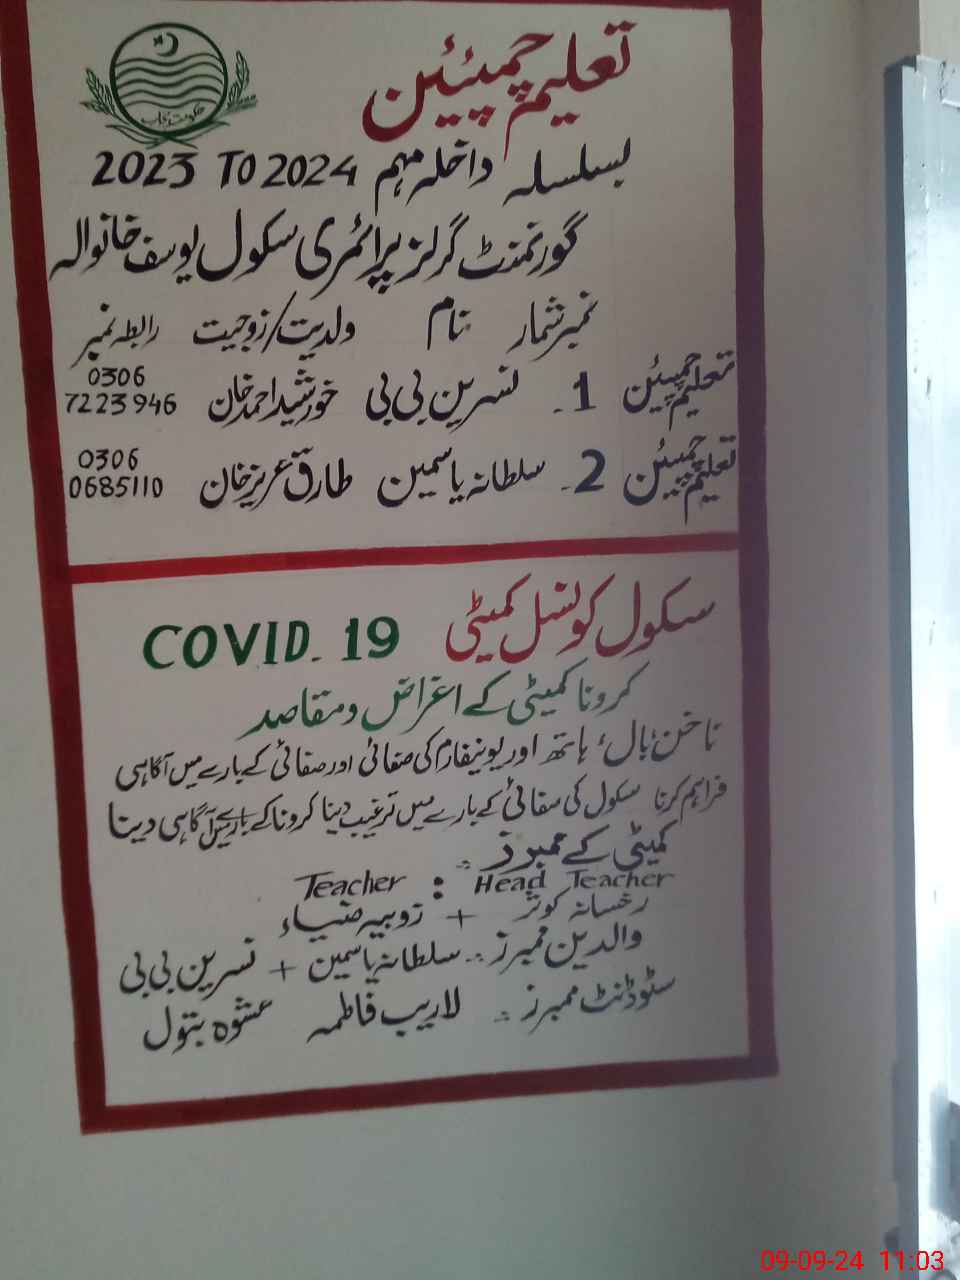 حکومت پنجاب
تعلیم چمپئین
بسلسلہ داخلہ مہم 2023 TO 2024
گورنمنٹ گرلز پرائمری سکول یوسف خانوالہ
نمبر شمار نام ولدیت/زوجیت رابطہ نمبر
تعلیم چمپئین 1۔ نسرین بی بی خورشید احمد خان 0306 7223946
تعلیم چمپئین 2۔ سلطانہ یاسمین طارق عزیز خان 0306 0685110
سکول کونسل کمیٹی COVID-19
کرونا کمیٹی کے اغراض و مقاصد
ناخن، بال، ہاتھ اور یونیفارم کی صفائی اور صفائی کے بارے میں آگاہی
فراہم کرنا سکول کی صفائی کے بارے میں ترغیب دینا کرونا کے بارے میں آگاہی دینا
کمیٹی کے ممبرز :-
Teacher : Head Teacher
رخسانہ کوثر + زوبیہ ضیاء
والدین ممبرز :- سلطانہ یاسمین + نسرین بی بی
سٹوڈنٹ ممبرز :- لاریب فاطمہ عشوہ بتول
09-09-24 11:03